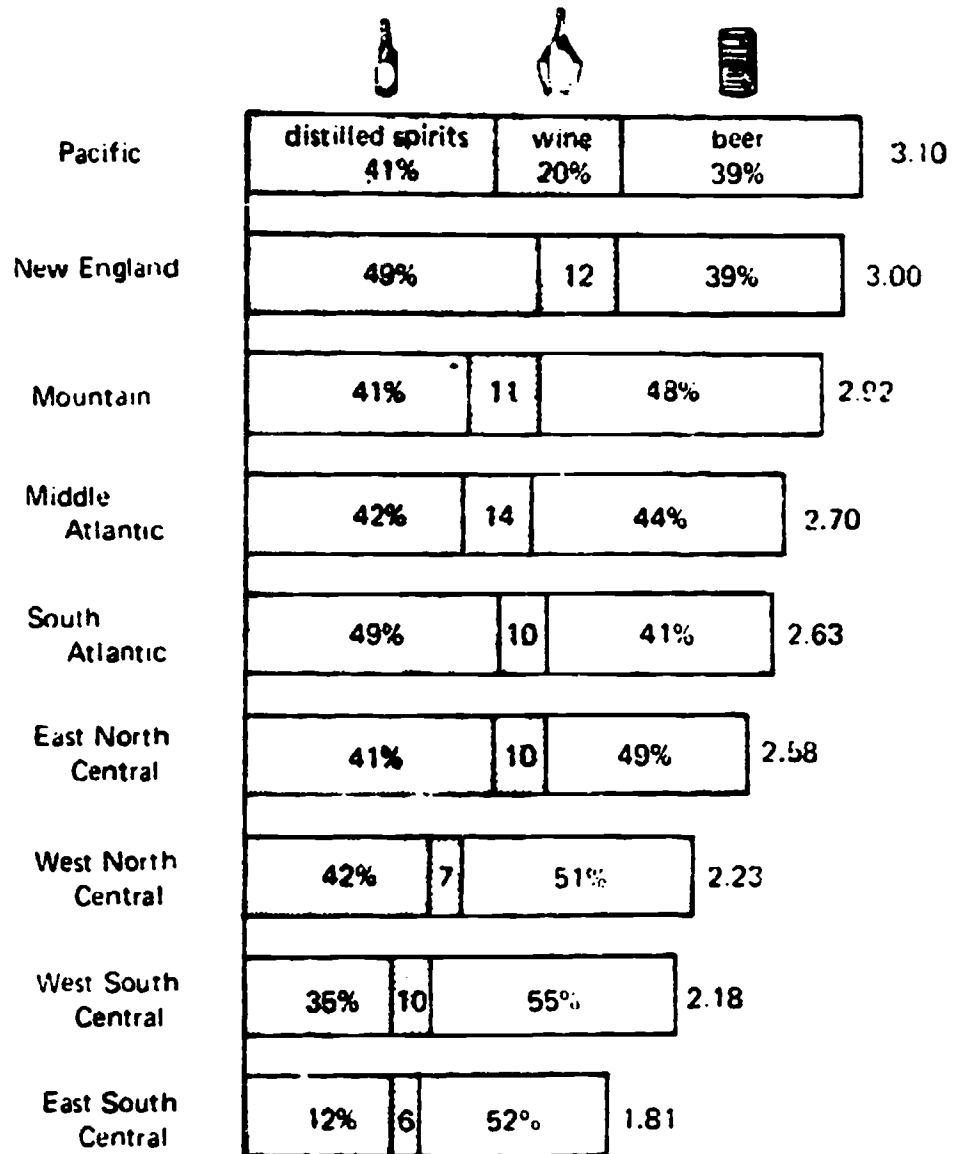 distilled spirits wine beer
Pacific 41% 20% 39% 3.10
New England 49% 12 39% 3.00
Mountain 41% 11 48% 2.92
Middle
Atlantic 42% 14 44% 2.70
South
Atlantic 49% 10 41% 2.63
East North
Central 41% 10 49% 2.58
West North
Central 42% 7 51% 2.23
West South
Central 35% 10 55% 2.18
East South
Central 42% 6 52% 1.81